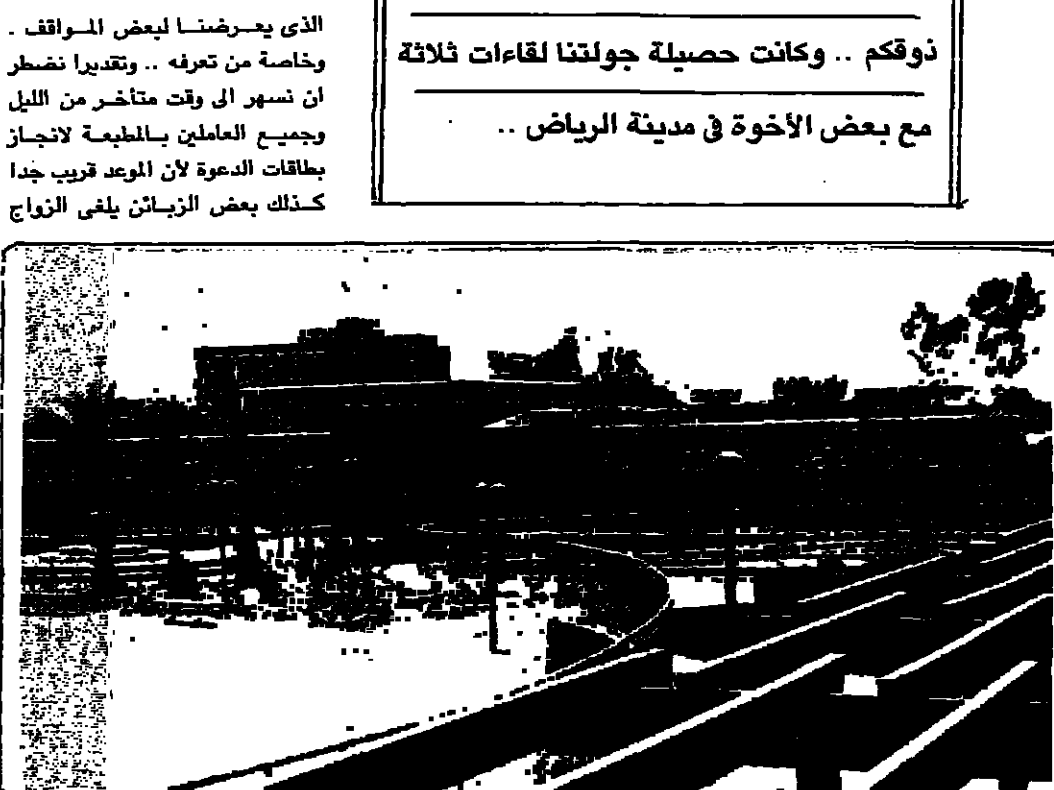 ذوقكم .. وكانت حصيلة جولتنا لقاءات ثلاثة
مع بعض الأخوة في مدينة الرياض ..
الذى يعـرضنـا لبعض المـواقف .
وخاصة من تعرفه .. وتقديرا نضطر
ان نسهر الى وقت متأخـر من الليل
وجميـع العاملين بـالمطبعـة لانجـاز
بطاقات الدعوة لأن الموعد قريب جدا
كـذلك بعض الزبـائن يلغى الزواج